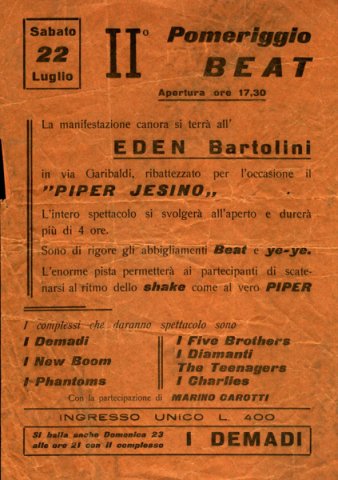 Sabato
22
Luglio
II° Pomeriggio
BEAT
Apertura ore 17,30
La manifestazione canora si terrà all'
EDEN Bartolini
in via Garibaldi, ribattezzato per l'occasione il
"PIPER JESINO„
L'intero spettacolo si svolgerà all'aperto e durerà
più di 4 ore.
Sono di rigore gli abbigliamenti Beat e ye-ye.
L'enorme pista permetterà ai partecipanti di scate-
narsi al ritmo dello shake come al vero PIPER
I complessi che daranno spettacolo sono
I Demadi
I New Boom
I Phantoms
I Five Brothers
I Diamanti
The Teenagers
I Charlies
Con la partecipazione di MARINO CAROTTI
INGRESSO UNICO L. 400
Si balla anche Domenica 23
alle ore 21 con il complesso
I DEMADI